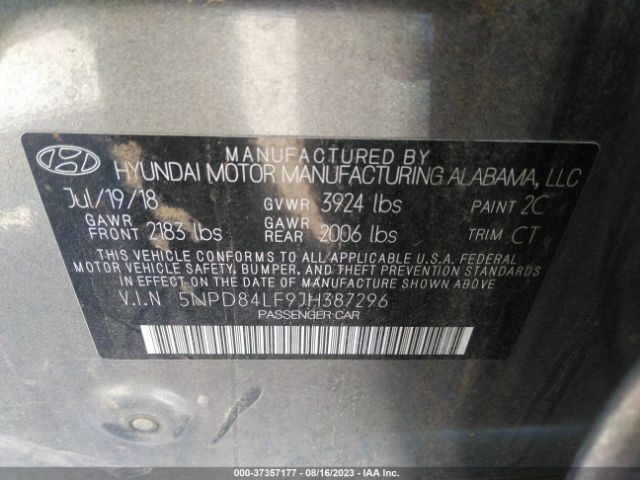 MANUFACTURED BY
HYUNDAI MOTOR MANUFACTURING ALABAMA, LLC
Jul/19/18 GVWR 3924 lbs PAINT 2C
GAWR FRONT 2183 lbs GAWR REAR 2006 lbs TRIM CT
THIS VEHICLE CONFORMS TO ALL APPLICABLE U.S.A. FEDERAL
MOTOR VEHICLE SAFETY, BUMPER, AND THEFT PREVENTION STANDARDS
IN EFFECT ON THE DATE OF MANUFACTURE SHOWN ABOVE.
V.I.N 5NPD84LF9JH387296
PASSENGER CAR
000-37357177 - 08/16/2023 - IAA Inc.